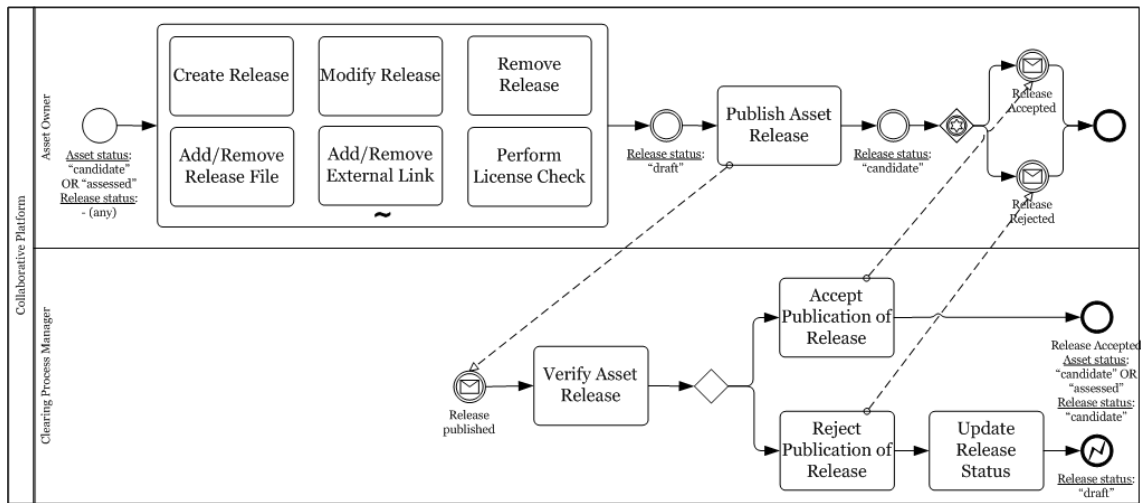 Collaborative Platform
Asset Owner
Asset status:
"candidate"
OR "assessed"
Release status:
- (any)
Create Release
Modify Release
Remove
Release
Add/Remove
Release File
Add/Remove
External Link
Perform
License Check
~
Release status:
"draft"
Publish Asset
Release
Release status:
"candidate"
Release
Accepted
Release
Rejected
Clearing Process Manager
Release
published
Verify Asset
Release
Accept
Publication of
Release
Reject
Publication of
Release
Update
Release
Status
Release Accepted
Asset status:
"candidate" OR
"assessed"
Release status:
"candidate"
Release status:
"draft"